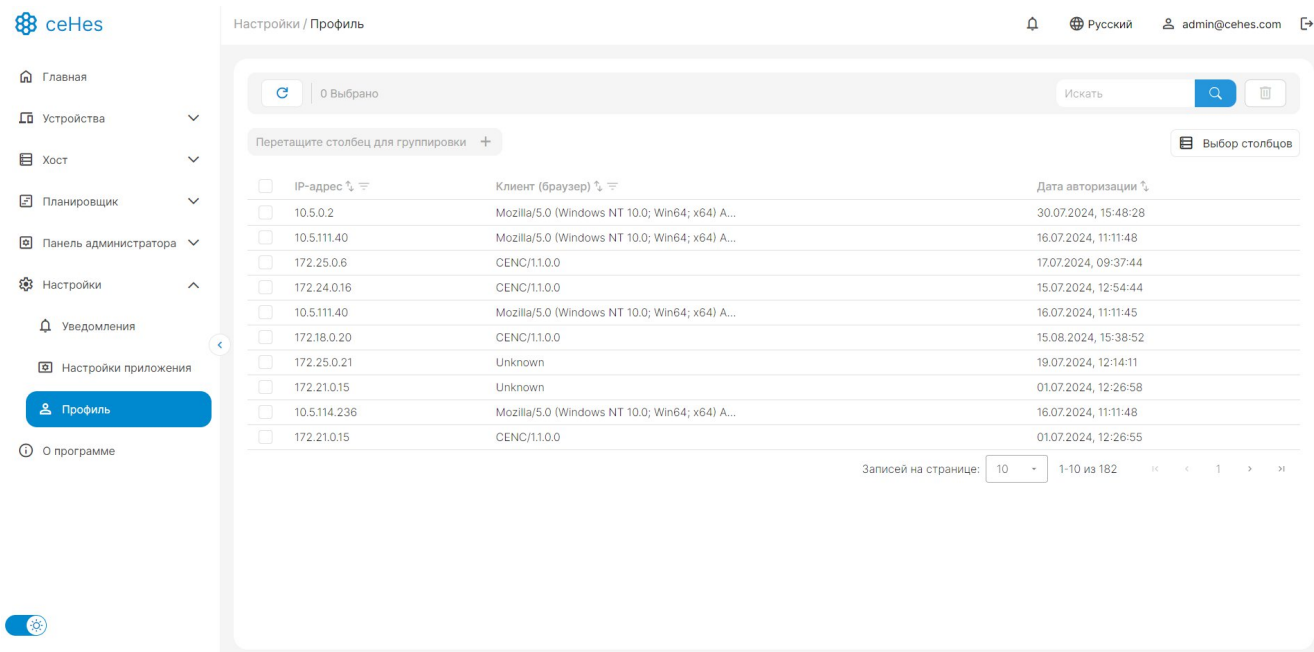 ceHes
Настройки / Профиль
Русский
admin@cehes.com
Главная
Устройства
Хост
Планировщик
Панель администратора
Настройки
Уведомления
Настройки приложения
Профиль
О программе
0 Выбрано
Искать
Перетащите столбец для группировки +
Выбор столбцов
IP-адрес Клиент (браузер) Дата авторизации
10.5.0.2 Mozilla/5.0 (Windows NT 10.0; Win64; x64) A... 30.07.2024, 15:48:28
10.5.111.40 Mozilla/5.0 (Windows NT 10.0; Win64; x64) A... 16.07.2024, 11:11:48
172.25.0.6 CENC/1.1.0.0 17.07.2024, 09:37:44
172.24.0.16 CENC/1.1.0.0 15.07.2024, 12:54:44
10.5.111.40 Mozilla/5.0 (Windows NT 10.0; Win64; x64) A... 16.07.2024, 11:11:45
172.18.0.20 CENC/1.1.0.0 15.08.2024, 15:38:52
172.25.0.21 Unknown 19.07.2024, 12:14:11
172.21.0.15 Unknown 01.07.2024, 12:26:58
10.5.114.236 Mozilla/5.0 (Windows NT 10.0; Win64; x64) A... 16.07.2024, 11:11:48
172.21.0.15 CENC/1.1.0.0 01.07.2024, 12:26:55
Записей на странице: 10 1-10 из 182 1